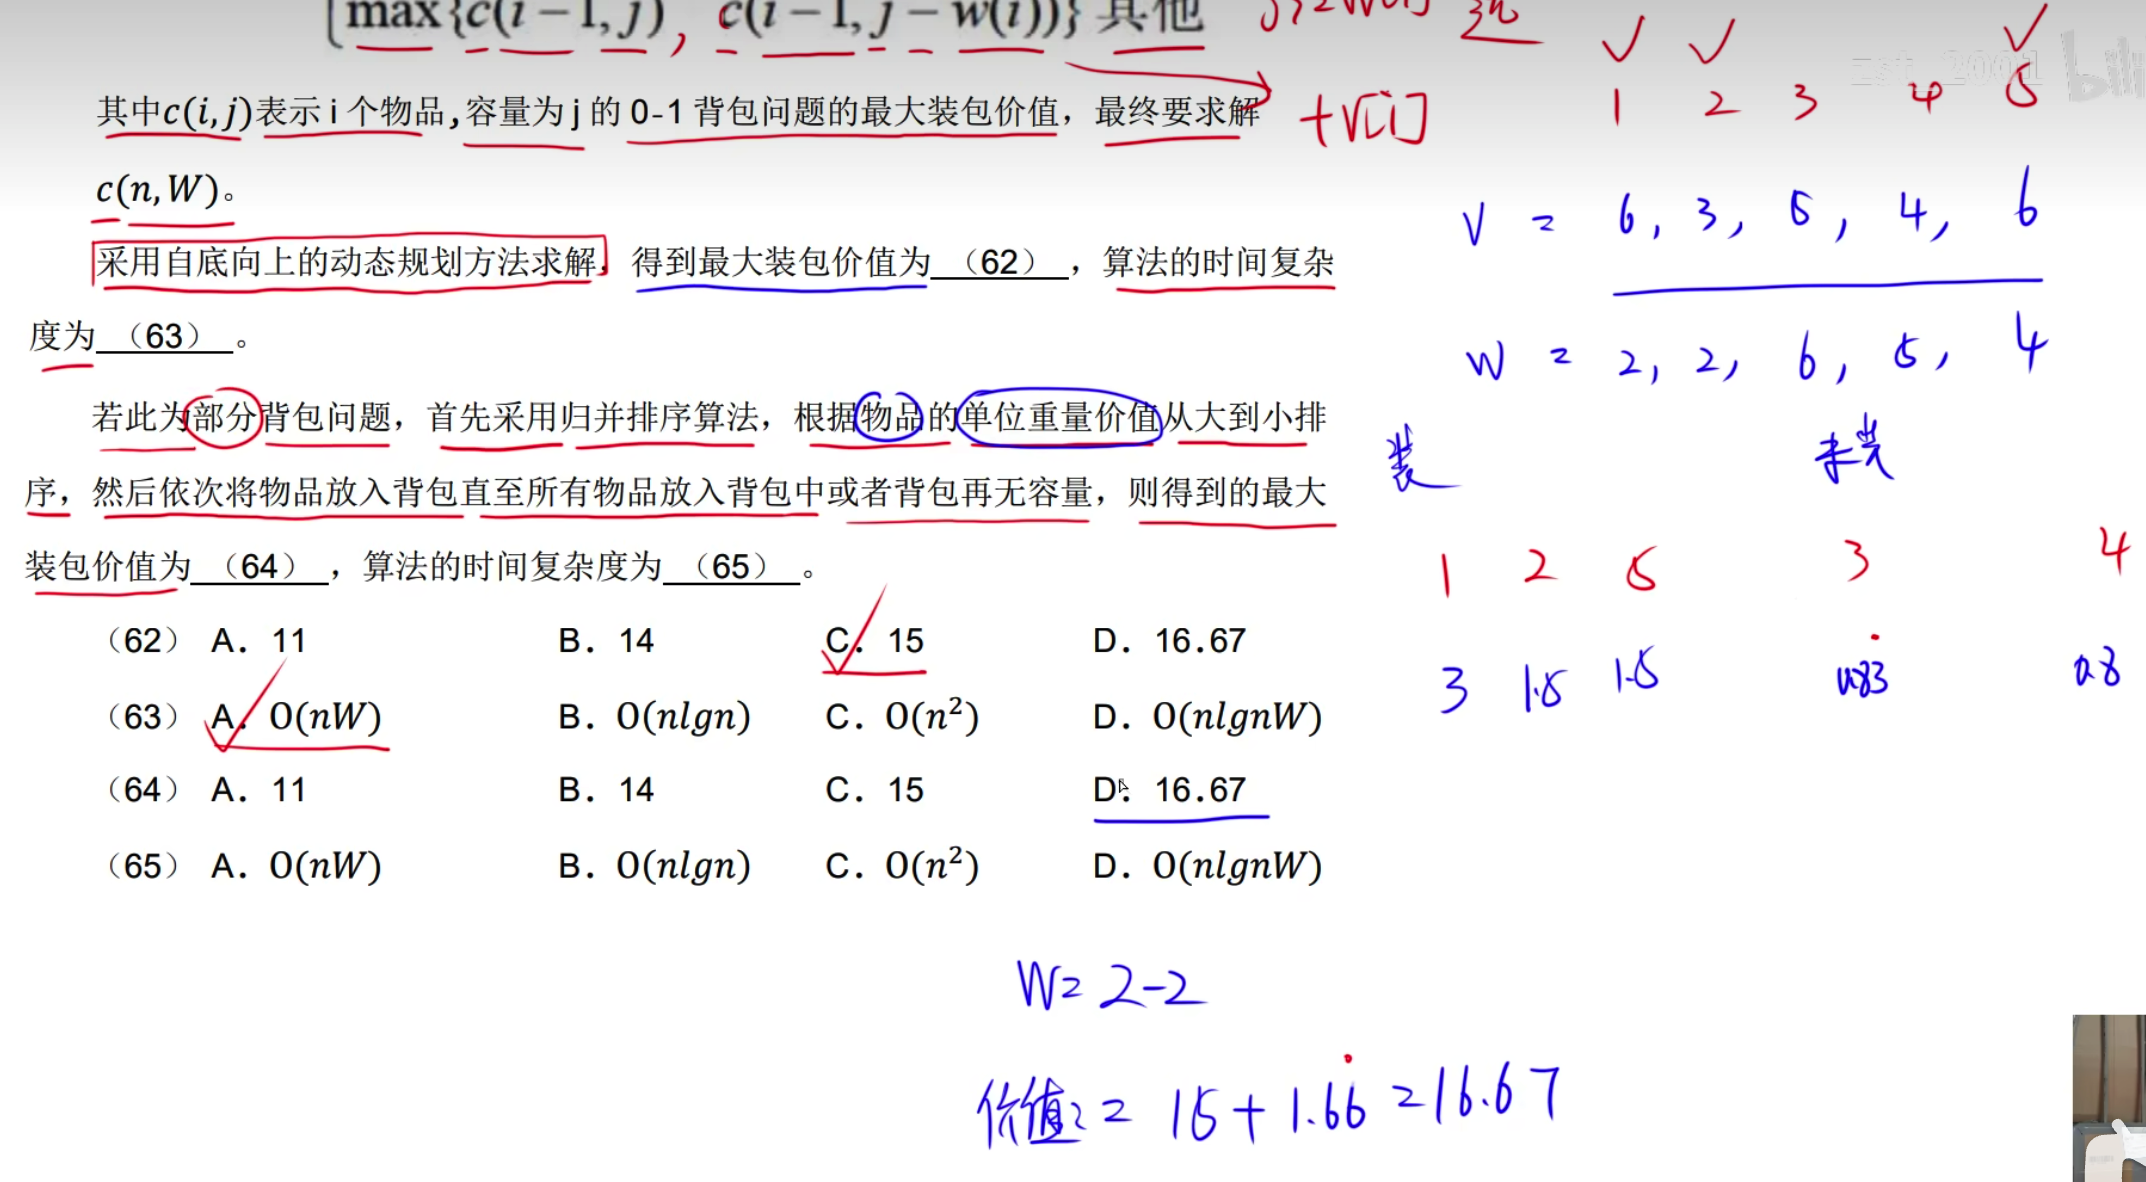 max{c(i−1,j), c(i−1,j−w(i))} 其他
其中c(i,j)表示 i 个物品,容量为 j 的 0-1 背包问题的最大装包价值，最终要求解
c(n,W)。
采用自底向上的动态规划方法求解，得到最大装包价值为 （62） ，算法的时间复杂
度为 （63） 。
若此为部分背包问题，首先采用归并排序算法，根据物品的单位重量价值从大到小排
序，然后依次将物品放入背包直至所有物品放入背包中或者背包再无容量，则得到的最大
装包价值为 （64） ，算法的时间复杂度为 （65） 。
（62） A. 11 B. 14 C. 15 D. 16.67
（63） A. O(nW) B. O(nlgn) C. O(n²) D. O(nlgnW)
（64） A. 11 B. 14 C. 15 D. 16.67
（65） A. O(nW) B. O(nlgn) C. O(n²) D. O(nlgnW)
选
+V[i]
1 2 3 4 5
V = 6, 3, 5, 4, 6
W = 2, 2, 6, 5, 4
装 未装
1 2 5 3 4
3 1.5 1.5 0.83 0.8
W= 2-2
价值 = 15+1.66=16.67